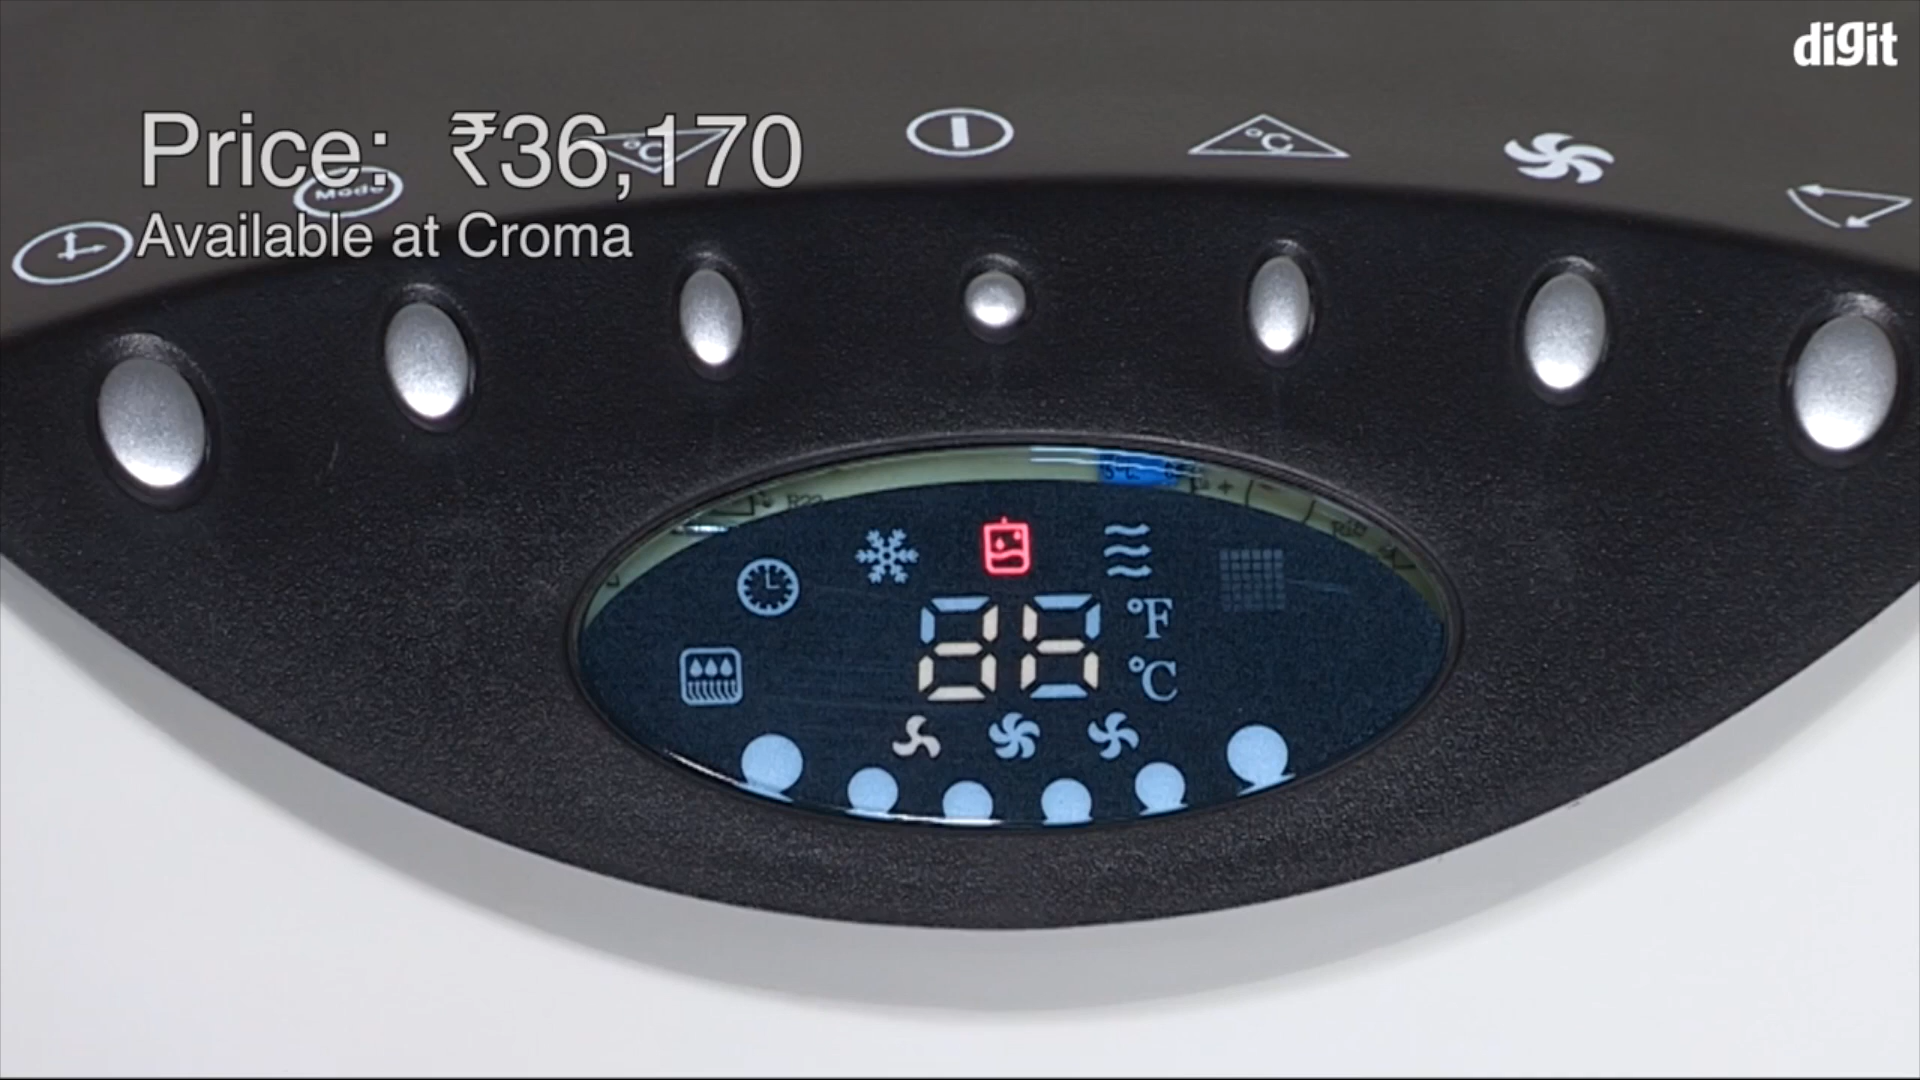 digit
Price: ₹36,170
Mode
°C
°C
Available at Croma
88
°F
°C